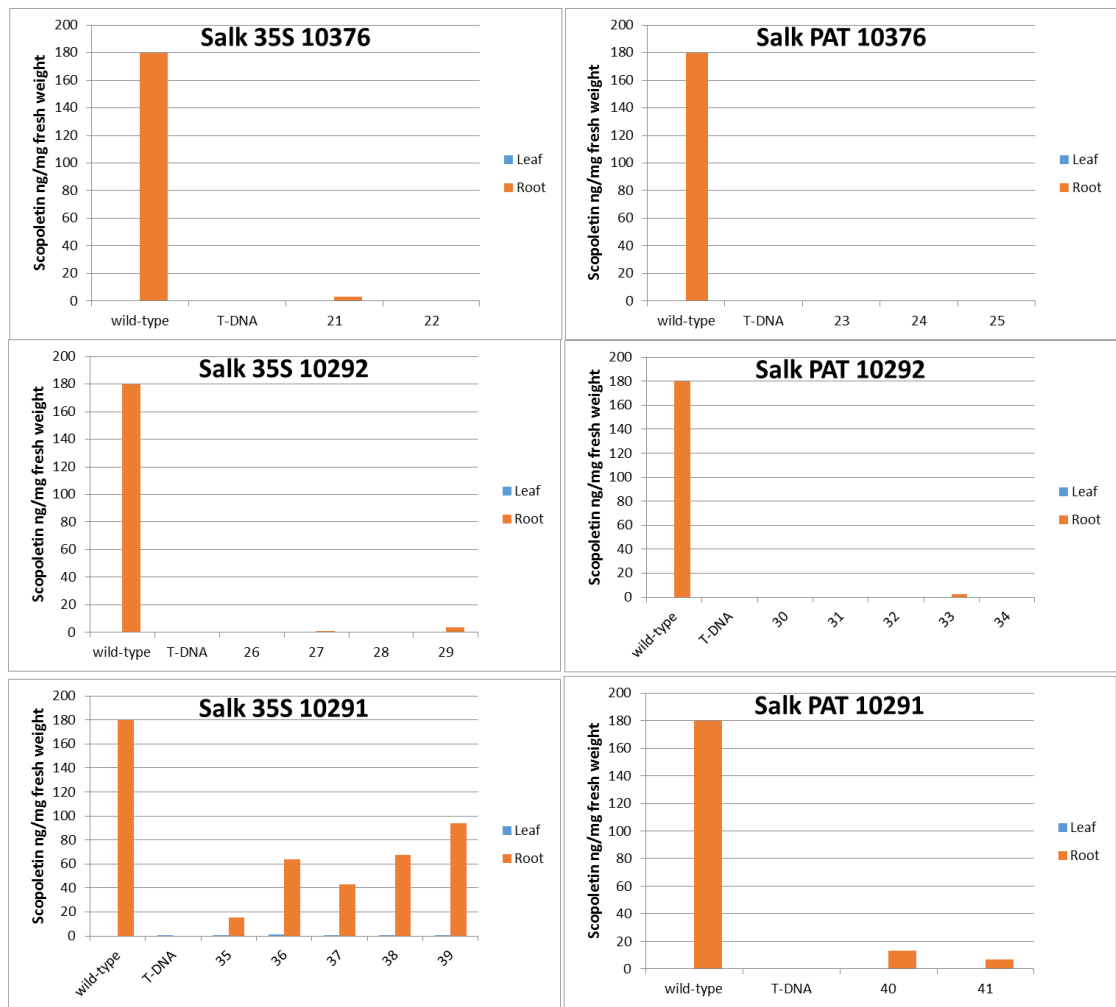 Salk 35S 10376
Scopoletin ng/mg fresh weight
200
180
160
140
120
100
80
60
40
20
0
wild-type T-DNA 21 22
Leaf
Root
Salk PAT 10376
Scopoletin ng/mg fresh weight
200
180
160
140
120
100
80
60
40
20
0
wild-type T-DNA 23 24 25
Leaf
Root
Salk 35S 10292
Scopoletin ng/mg fresh weight
200
180
160
140
120
100
80
60
40
20
0
wild-type T-DNA 26 27 28 29
Leaf
Root
Salk PAT 10292
Scopoletin ng/mg fresh weight
200
180
160
140
120
100
80
60
40
20
0
wild-type T-DNA 30 31 32 33 34
Leaf
Root
Salk 35S 10291
Scopoletin ng/mg fresh weight
200
180
160
140
120
100
80
60
40
20
0
wild-type T-DNA 35 36 37 38 39
Leaf
Root
Salk PAT 10291
Scopoletin ng/mg fresh weight
200
180
160
140
120
100
80
60
40
20
0
wild-type T-DNA 40 41
Leaf
Root